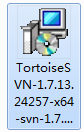 TortoiseS
VN-1.7.13.
24257-x64
-svn-1.7....